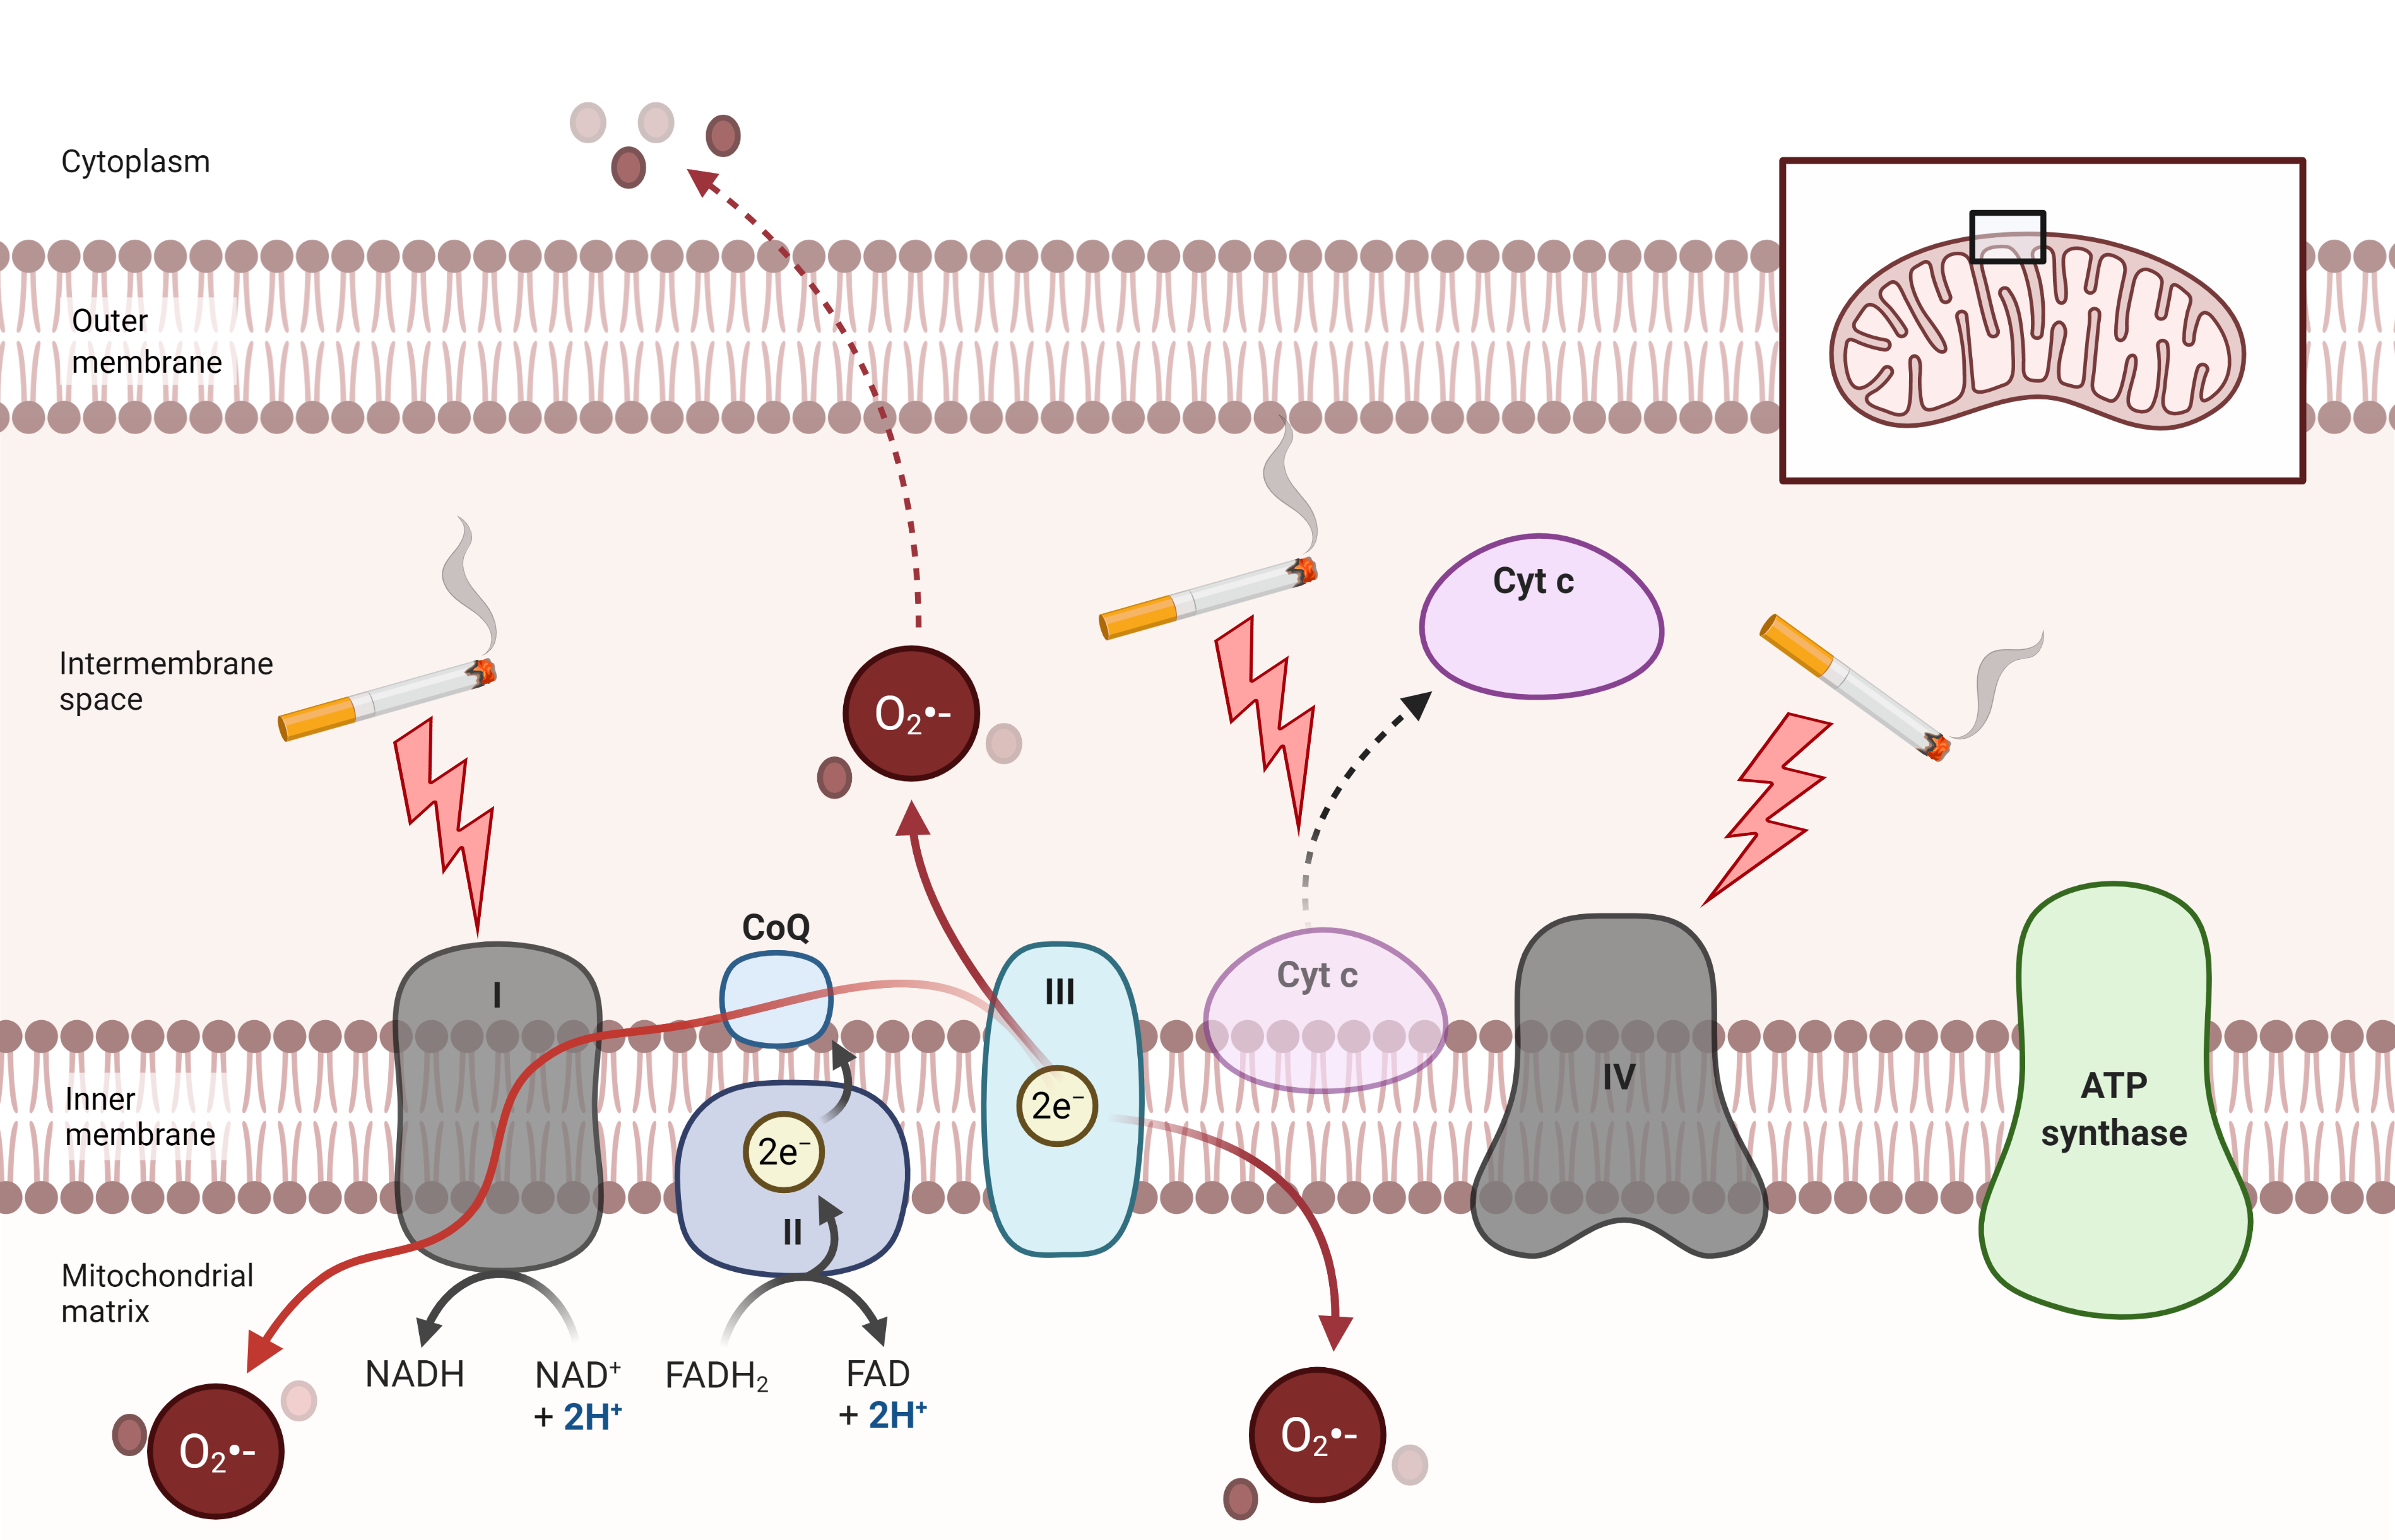 Cytoplasm
Outer
membrane
Cyt c
Intermembrane
space
O₂•-
CoQ
I
III
Cyt c
IV
Inner
membrane
2e⁻
2e⁻
II
ATP
synthase
Mitochondrial
matrix
NADH
NAD⁺
+ 2H⁺
FADH₂
FAD
+ 2H⁺
O₂•-
O₂•-